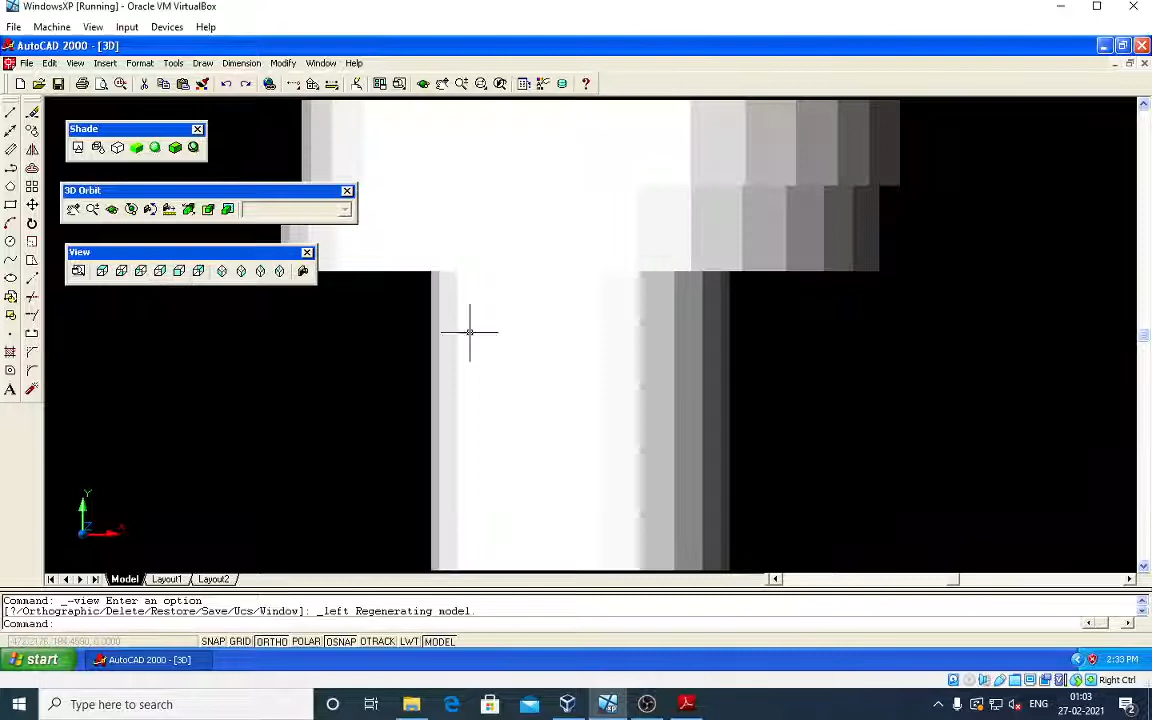 WindowsXP [Running] - Oracle VM VirtualBox
File Machine View Input Devices Help
AutoCAD 2000 - [3D]
File Edit View Insert Format Tools Draw Dimension Modify Window Help
Shade
3D Orbit
View
Y
Z
X
Model Layout1 Layout2
Command: _-view Enter an option
[?/Orthographic/Delete/Restore/Save/Ucs/Window]: _left Regenerating model.
Command:
SNAP GRID ORTHO POLAR OSNAP OTRACK LWT MODEL
start AutoCAD 2000 - [3D] 2:33 PM
Right Ctrl
Type here to search ENG 01:03
27-02-2021